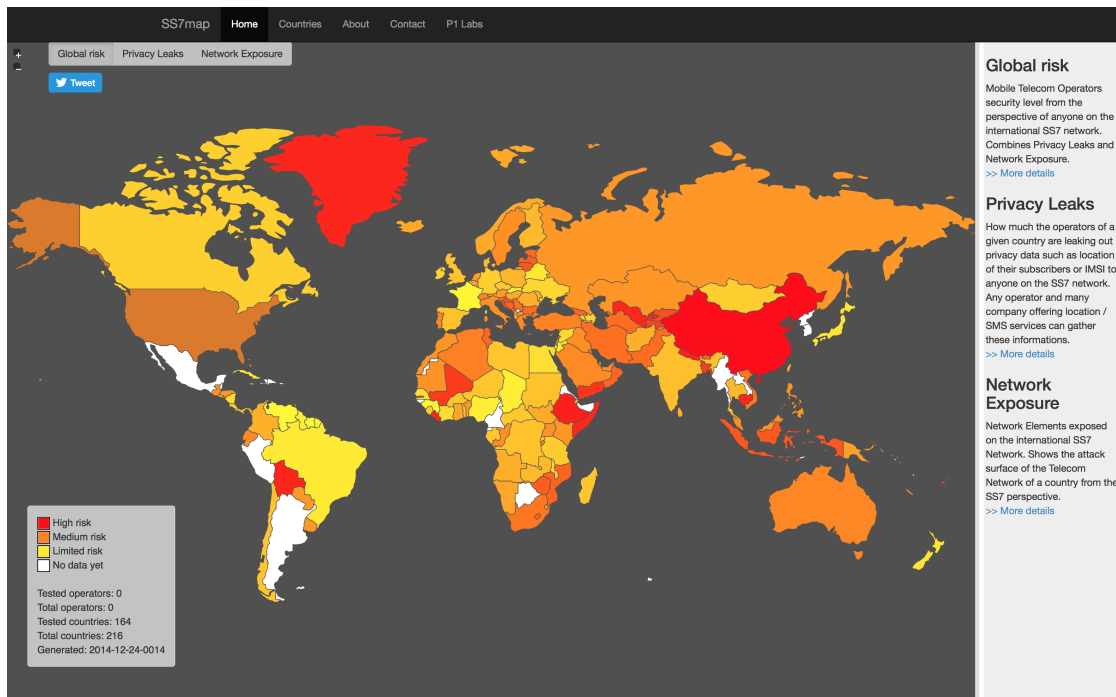 SS7map Home Countries About Contact P1 Labs
+
−
Global risk Privacy Leaks Network Exposure
Tweet
High risk
Medium risk
Limited risk
No data yet
Tested operators: 0
Total operators: 0
Tested countries: 164
Total countries: 216
Generated: 2014-12-24-0014
Global risk
Mobile Telecom Operators
security level from the
perspective of anyone on the
international SS7 network.
Combines Privacy Leaks and
Network Exposure.
>> More details
Privacy Leaks
How much the operators of a
given country are leaking out
privacy data such as location
of their subscribers or IMSI to
anyone on the SS7 network.
Any operator and many
company offering location /
SMS services can gather
these informations.
>> More details
Network
Exposure
Network Elements exposed
on the international SS7
Network. Shows the attack
surface of the Telecom
Network of a country from the
SS7 perspective.
>> More details